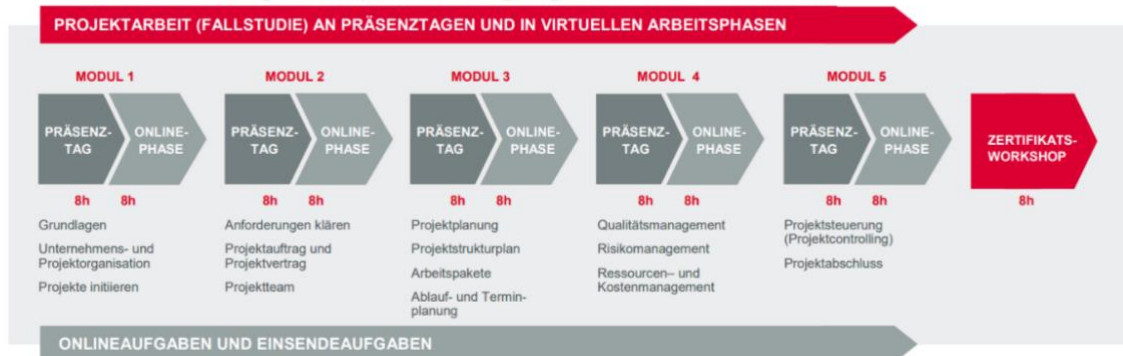 PROJEKTARBEIT (FALLSTUDIE) AN PRÄSENZTAGEN UND IN VIRTUELLEN ARBEITSPHASEN
MODUL 1
PRÄSENZ-
TAG
ONLINE-
PHASE
8h 8h
Grundlagen
Unternehmens- und
Projektorganisation
Projekte initiieren
MODUL 2
PRÄSENZ-
TAG
ONLINE-
PHASE
8h 8h
Anforderungen klären
Projektauftrag und
Projektvertrag
Projektteam
MODUL 3
PRÄSENZ-
TAG
ONLINE-
PHASE
8h 8h
Projektplanung
Projektstrukturplan
Arbeitspakete
Ablauf- und Termin-
planung
MODUL 4
PRÄSENZ-
TAG
ONLINE-
PHASE
8h 8h
Qualitätsmanagement
Risikomanagement
Ressourcen– und
Kostenmanagement
MODUL 5
PRÄSENZ-
TAG
ONLINE-
PHASE
8h 8h
Projektsteuerung
(Projektcontrolling)
Projektabschluss
ZERTIFIKATS-
WORKSHOP
8h
ONLINEAUFGABEN UND EINSENDEAUFGABEN